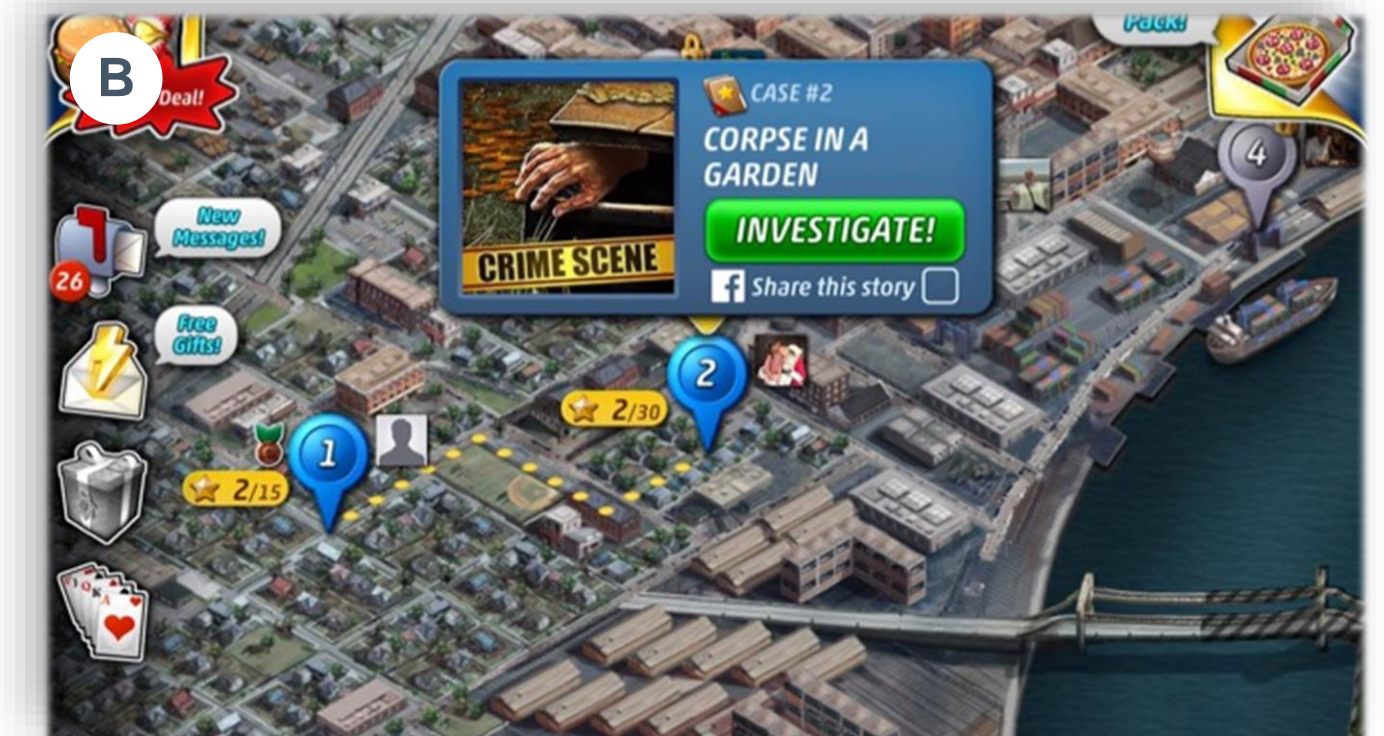 B
Deal!
Pack!
CASE #2
CORPSE IN A
GARDEN
INVESTIGATE!
f Share this story
CRIME SCENE
4
New
Messages!
26
Free
Gifts!
2
2/30
1
2/15
A